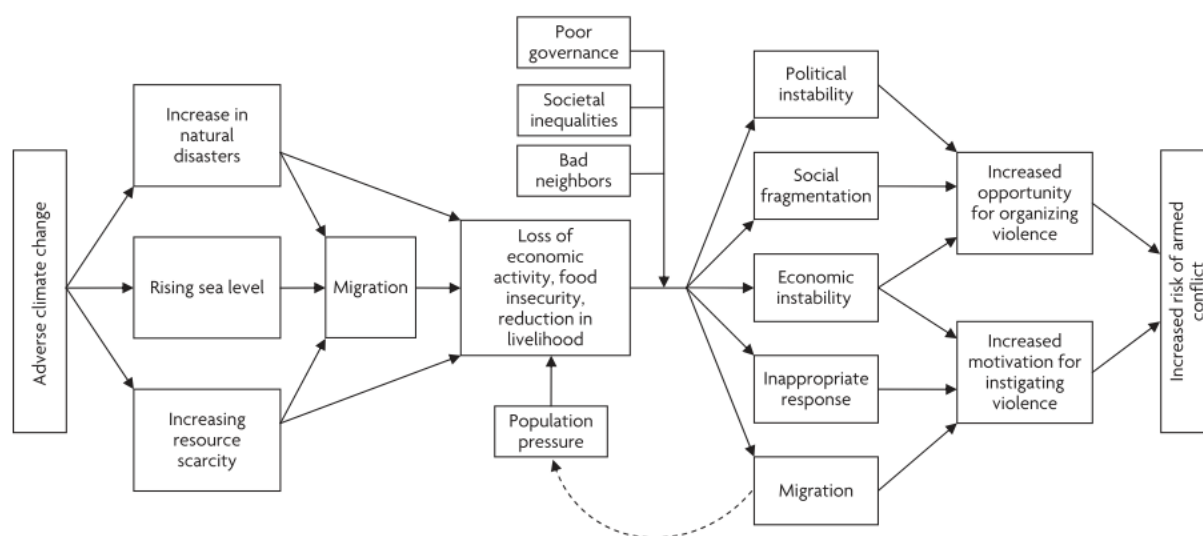 Adverse climate change
Increase in
natural
disasters
Rising sea level
Increasing
resource
scarcity
Migration
Poor
governance
Societal
inequalities
Bad
neighbors
Loss of
economic
activity, food
insecurity,
reduction in
livelihood
Population
pressure
Political
instability
Social
fragmentation
Economic
instability
Inappropriate
response
Migration
Increased
opportunity
for organizing
violence
Increased
motivation for
instigating
violence
Increased risk of armed
conflict